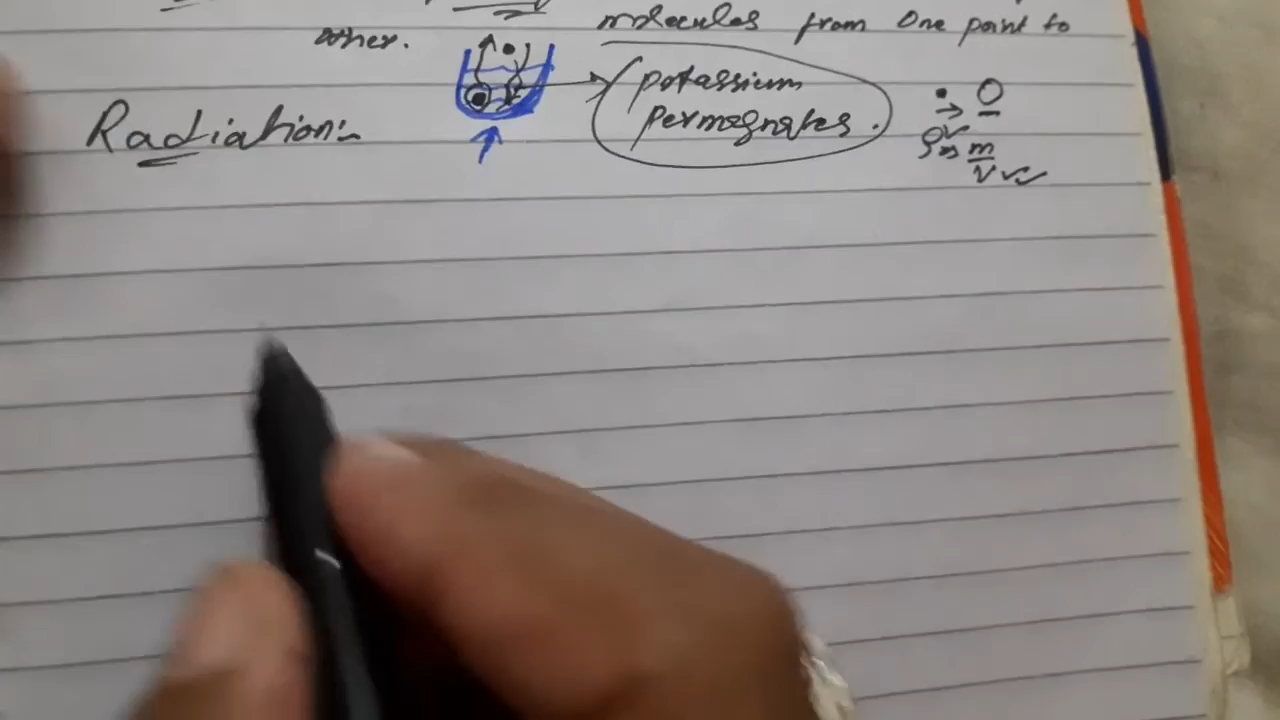 molecules from One point to
other.
potassium
permagnates.
Radiation:-
ρ = m
V